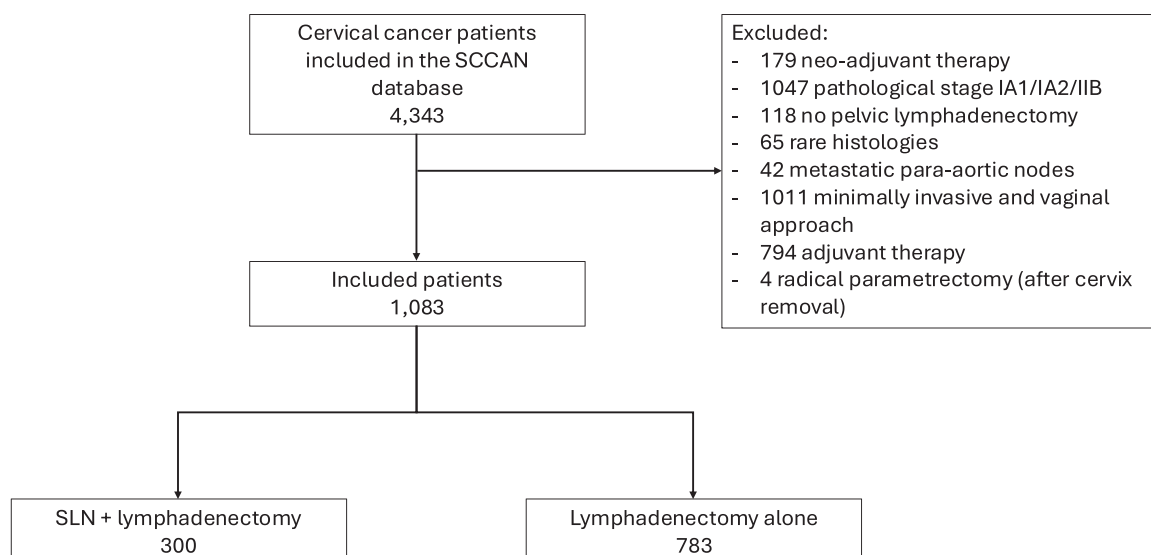 Cervical cancer patients
included in the SCCAN
database
4,343
Excluded:
- 179 neo-adjuvant therapy
- 1047 pathological stage IA1/IA2/IIB
- 118 no pelvic lymphadenectomy
- 65 rare histologies
- 42 metastatic para-aortic nodes
- 1011 minimally invasive and vaginal
approach
- 794 adjuvant therapy
- 4 radical parametrectomy (after cervix
removal)
Included patients
1,083
SLN + lymphadenectomy
300
Lymphadenectomy alone
783